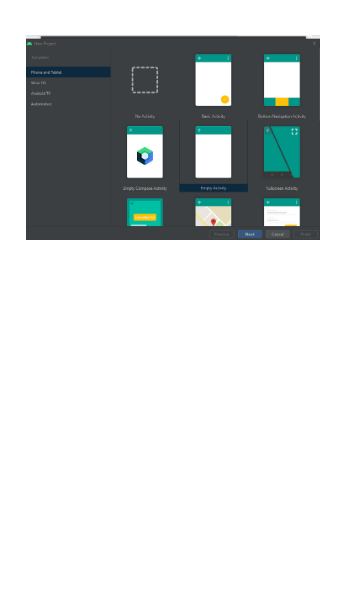 New Project
Templates
Phone and Tablet
Wear OS
Android TV
Automotive
No Activity
Basic Activity
Bottom Navigation Activity
Empty Compose Activity
Empty Activity
Fullscreen Activity
Previous
Next
Cancel
Finish